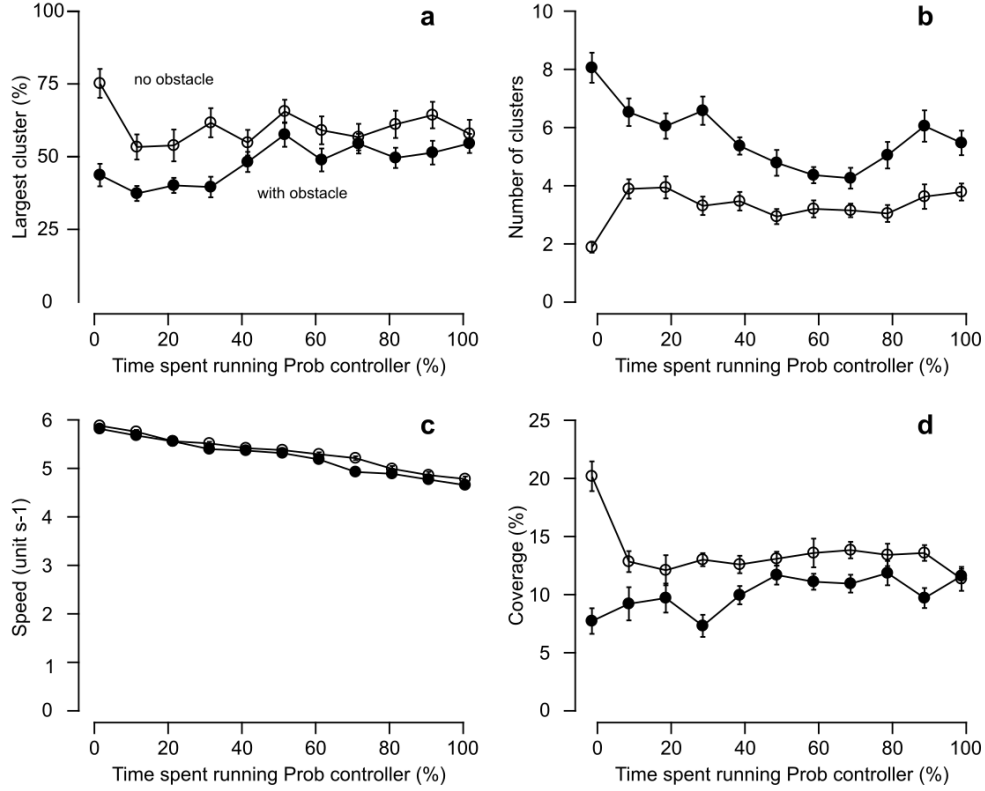 a
100
75
50
25
0
Largest cluster (%)
no obstacle
with obstacle
0 20 40 60 80 100
Time spent running Prob controller (%)
b
10
8
6
4
2
0
Number of clusters
0 20 40 60 80 100
Time spent running Prob controller (%)
c
6
5
4
3
2
1
0
Speed (unit s-1)
0 20 40 60 80 100
Time spent running Prob controller (%)
d
25
20
15
10
5
0
Coverage (%)
0 20 40 60 80 100
Time spent running Prob controller (%)